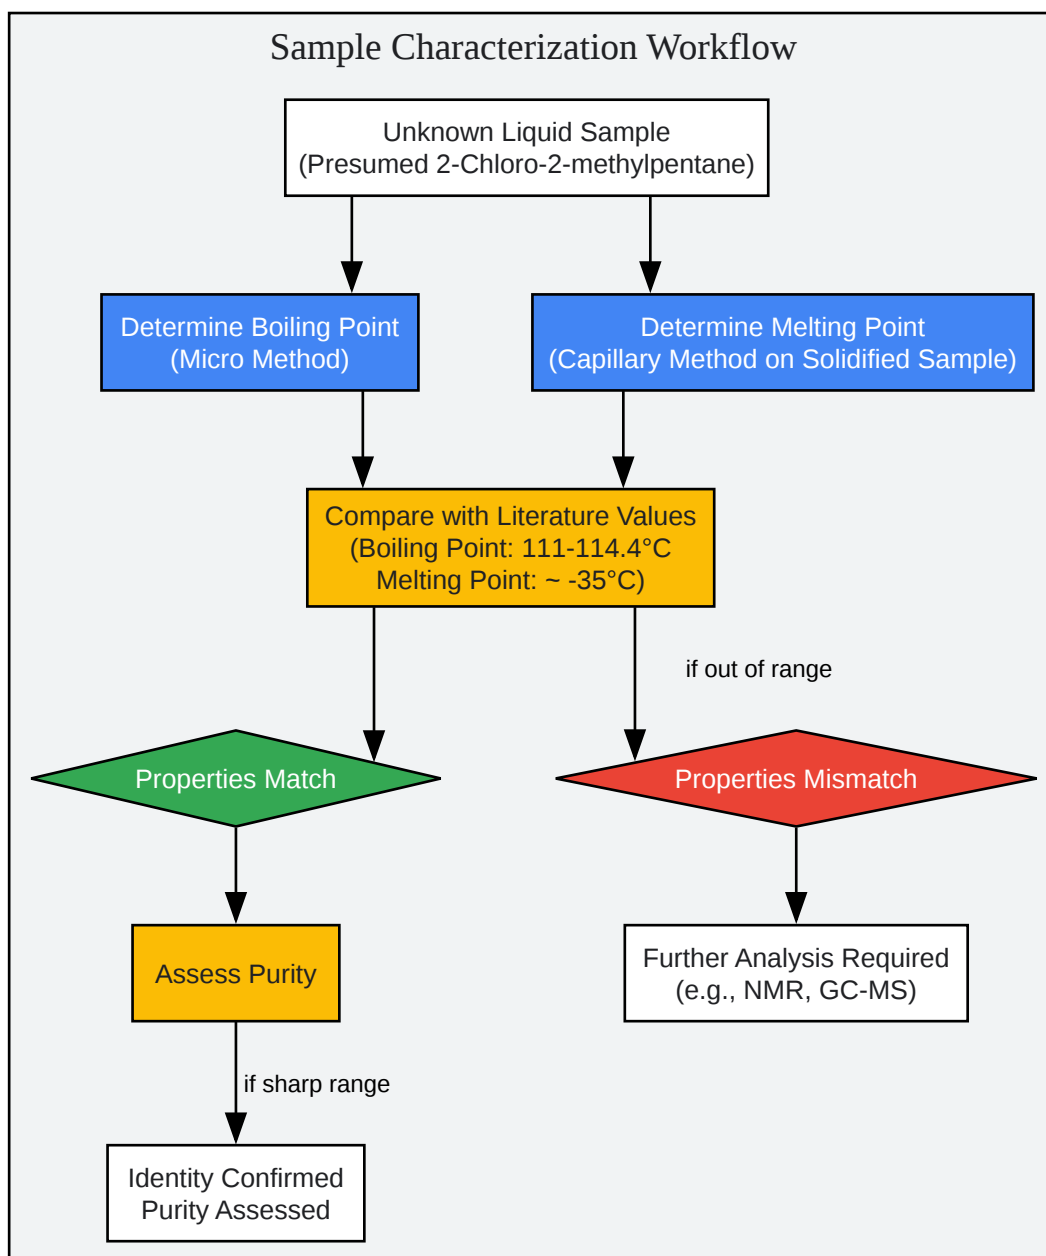 Sample Characterization Workflow
Unknown Liquid Sample
(Presumed 2-Chloro-2-methylpentane)
Determine Boiling Point
(Micro Method)
Determine Melting Point
(Capillary Method on Solidified Sample)
Compare with Literature Values
(Boiling Point: 111-114.4°C
Melting Point: ~ -35°C)
if out of range
Properties Match
Properties Mismatch
Assess Purity
Further Analysis Required
(e.g., NMR, GC-MS)
if sharp range
Identity Confirmed
Purity Assessed